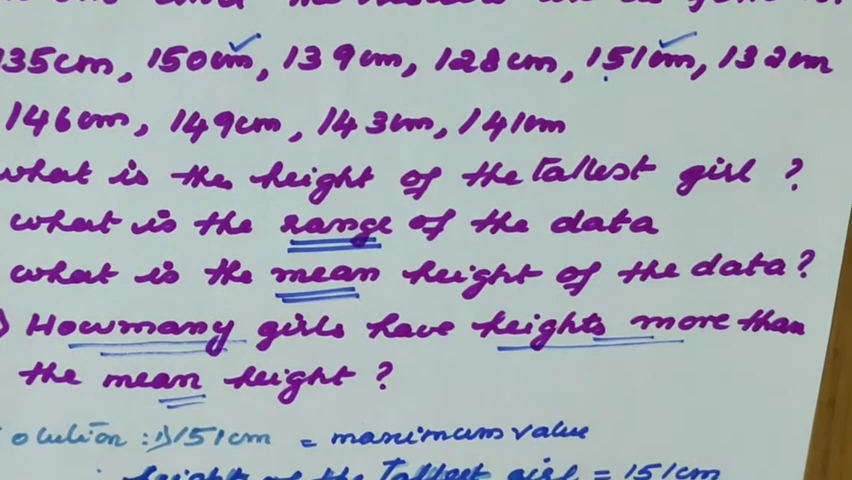 135cm, 150cm, 139cm, 128cm, 151cm, 132cm
146cm, 149cm, 143cm, 141cm
what is the height of the tallest girl ?
what is the range of the data
what is the mean height of the data?
) Howmany girls have heights more than
the mean height ?
olution : 1) 151cm = maximum value
height of the Tallest girl = 151cm